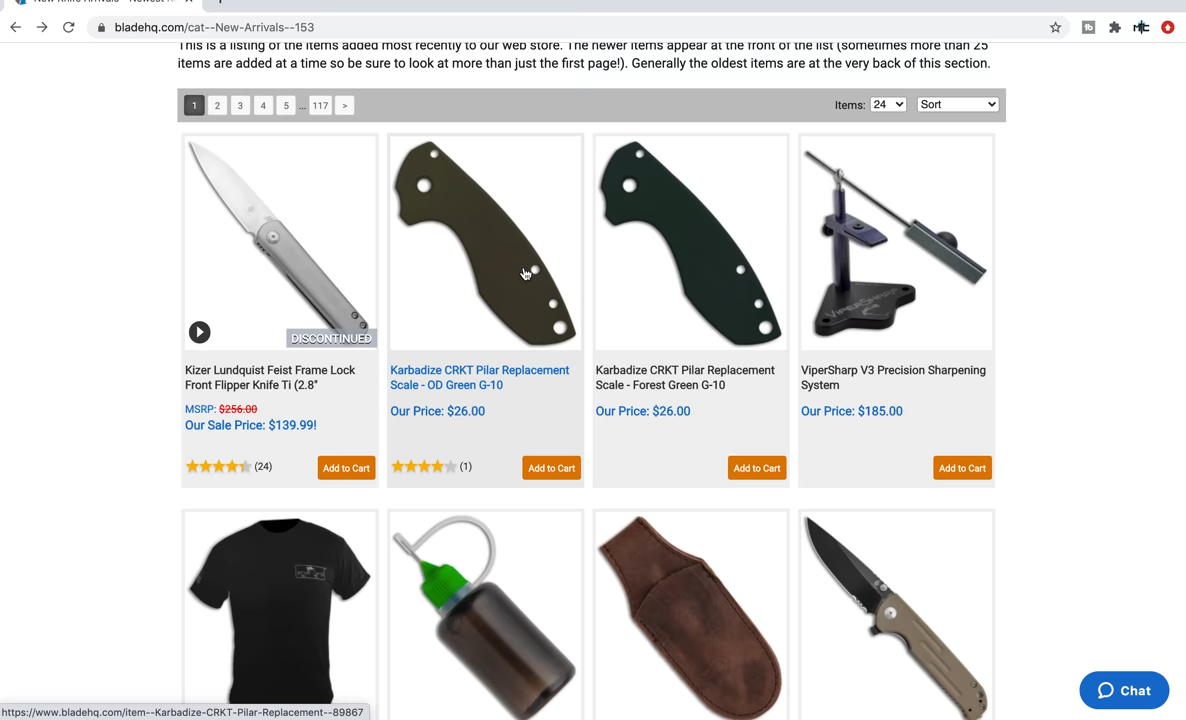 bladehq.com/cat--New-Arrivals--153
This is a listing of the items added most recently to our web store. The newer items appear at the front of the list (sometimes more than 25
items are added at a time so be sure to look at more than just the first page!). Generally the oldest items are at the very back of this section.
1 2 3 4 5 ... 117 > Items: 24 Sort
DISCONTINUED
VIPERSHARP
Kizer Lundquist Feist Frame Lock
Front Flipper Knife Ti (2.8"
MSRP: $256.00
Our Sale Price: $139.99!
(24)
Add to Cart
Karbadize CRKT Pilar Replacement
Scale - OD Green G-10
Our Price: $26.00
(1)
Add to Cart
Karbadize CRKT Pilar Replacement
Scale - Forest Green G-10
Our Price: $26.00
Add to Cart
ViperSharp V3 Precision Sharpening
System
Our Price: $185.00
Add to Cart
Chat
https://www.bladehq.com/item--Karbadize-CRKT-Pilar-Replacement--89867